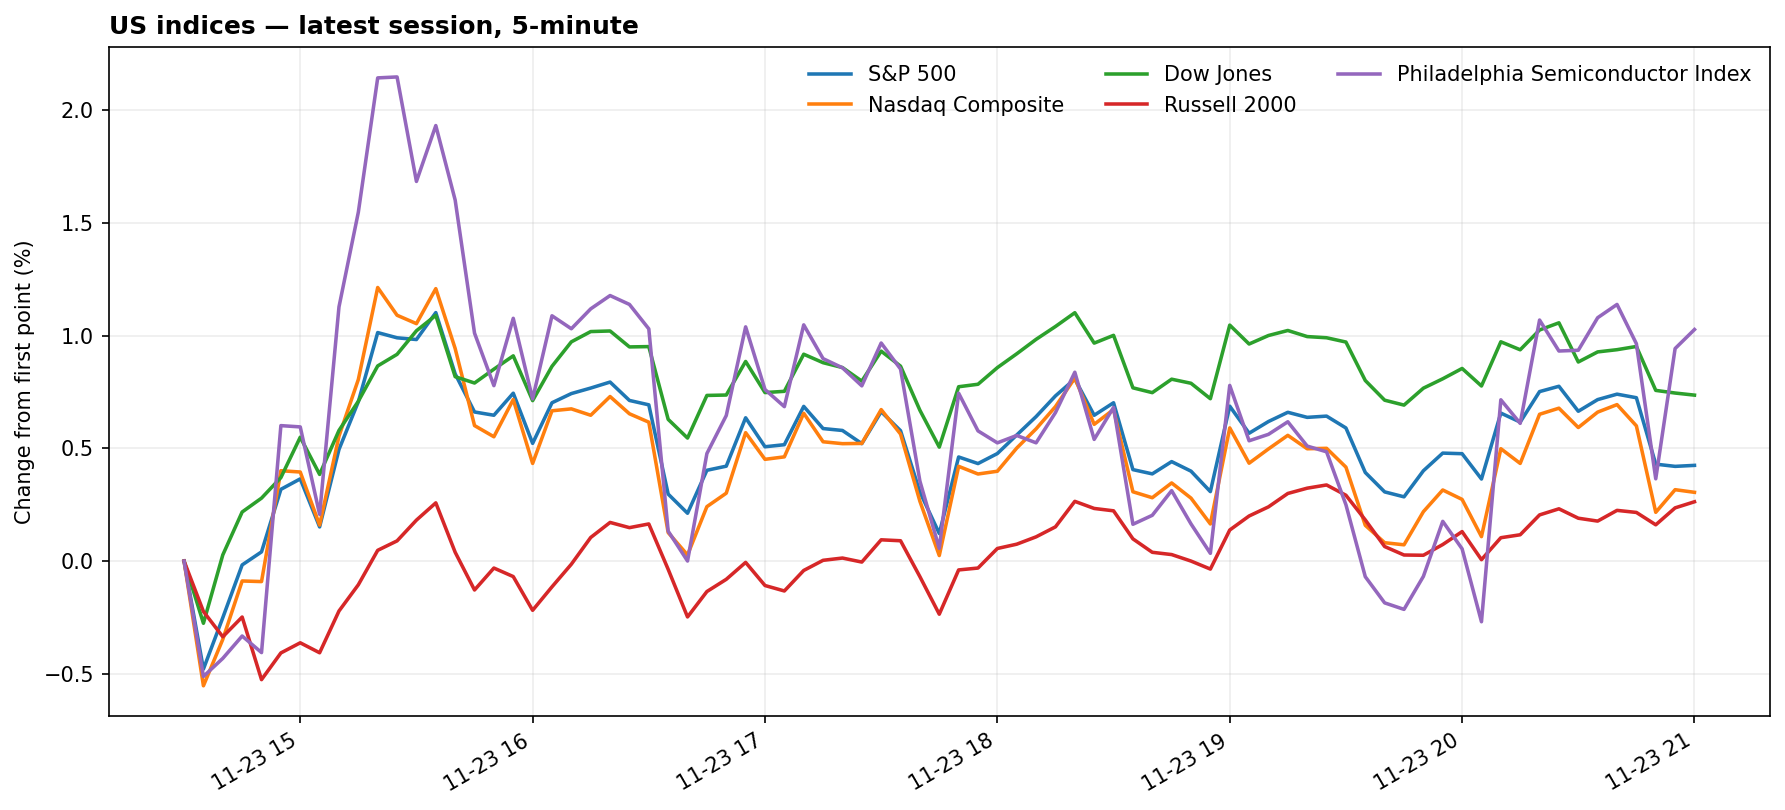 US indices — latest session, 5-minute
S&P 500
Nasdaq Composite
Dow Jones
Russell 2000
Philadelphia Semiconductor Index
Change from first point (%)
2.0
1.5
1.0
0.5
0.0
−0.5
11-23 15
11-23 16
11-23 17
11-23 18
11-23 19
11-23 20
11-23 21